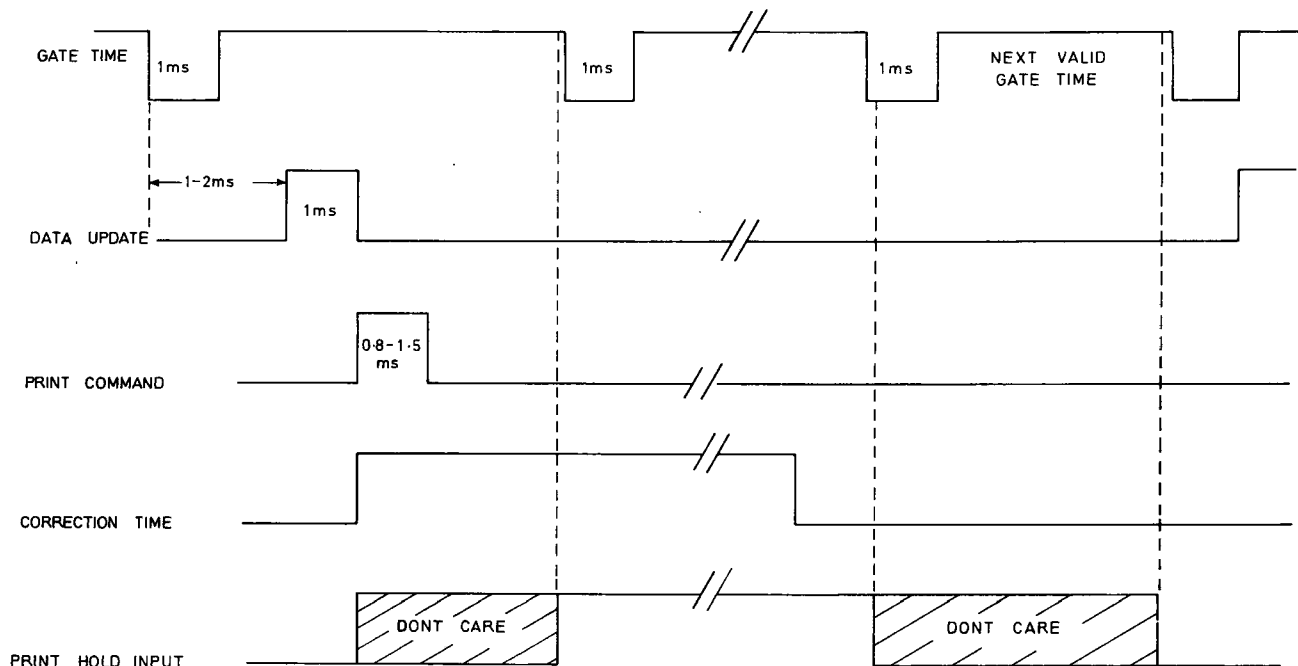 GATE TIME
1ms
1ms
1ms
NEXT VALID
GATE TIME
1-2ms
1ms
DATA UPDATE
0·8-1·5
ms
PRINT COMMAND
CORRECTION TIME
DONT CARE
DONT CARE
PRINT HOLD INPUT